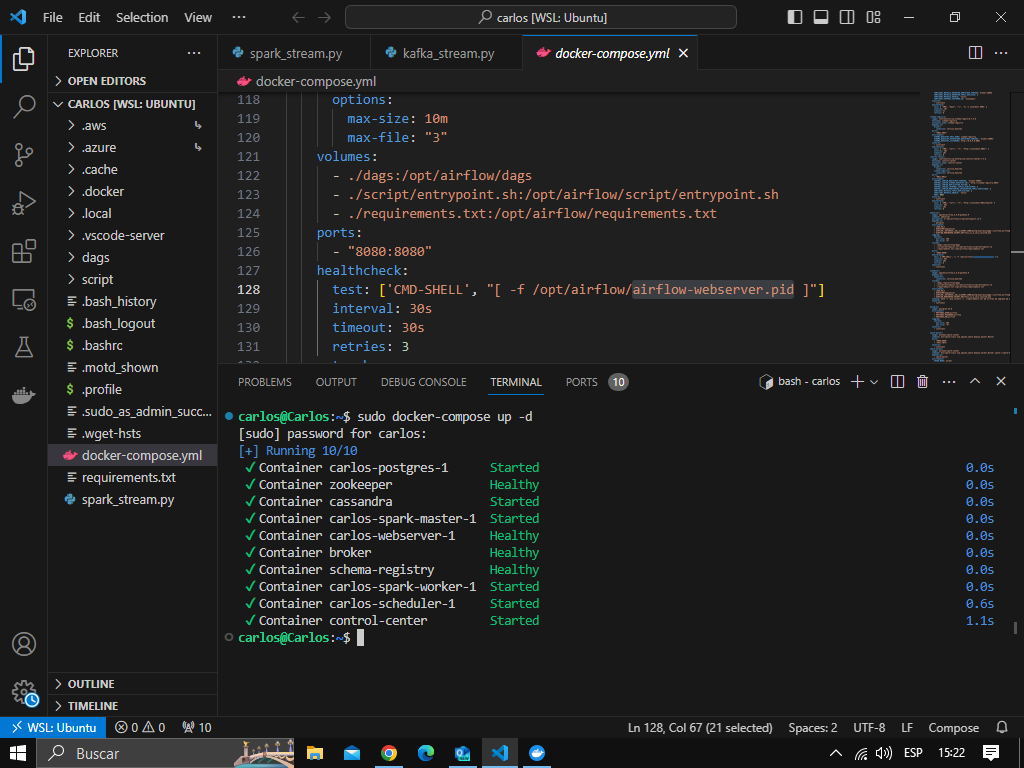 File Edit Selection View ··· carlos [WSL: Ubuntu]
EXPLORER ···
spark_stream.py kafka_stream.py docker-compose.yml
OPEN EDITORS
CARLOS [WSL: UBUNTU]
.aws
.azure
.cache
.docker
.local
.vscode-server
dags
script
.bash_history
.bash_logout
.bashrc
.motd_shown
.profile
.sudo_as_admin_succ...
.wget-hsts
docker-compose.yml
requirements.txt
spark_stream.py
OUTLINE
TIMELINE
docker-compose.yml
118 options:
119 max-size: 10m
120 max-file: "3"
121 volumes:
122 - ./dags:/opt/airflow/dags
123 - ./script/entrypoint.sh:/opt/airflow/script/entrypoint.sh
124 - ./requirements.txt:/opt/airflow/requirements.txt
125 ports:
126 - "8080:8080"
127 healthcheck:
128 test: ['CMD-SHELL', "[ -f /opt/airflow/airflow-webserver.pid ]"]
129 interval: 30s
130 timeout: 30s
131 retries: 3
PROBLEMS OUTPUT DEBUG CONSOLE TERMINAL PORTS 10 bash - carlos
carlos@Carlos:~$ sudo docker-compose up -d
[sudo] password for carlos:
[+] Running 10/10
✔ Container carlos-postgres-1 Started 0.0s
✔ Container zookeeper Healthy 0.0s
✔ Container cassandra Started 0.0s
✔ Container carlos-spark-master-1 Started 0.0s
✔ Container carlos-webserver-1 Healthy 0.0s
✔ Container broker Healthy 0.0s
✔ Container schema-registry Healthy 0.0s
✔ Container carlos-spark-worker-1 Started 0.0s
✔ Container carlos-scheduler-1 Started 0.6s
✔ Container control-center Started 1.1s
carlos@Carlos:~$
WSL: Ubuntu 0 0 10 Ln 128, Col 67 (21 selected) Spaces: 2 UTF-8 LF Compose
Buscar ESP 15:22